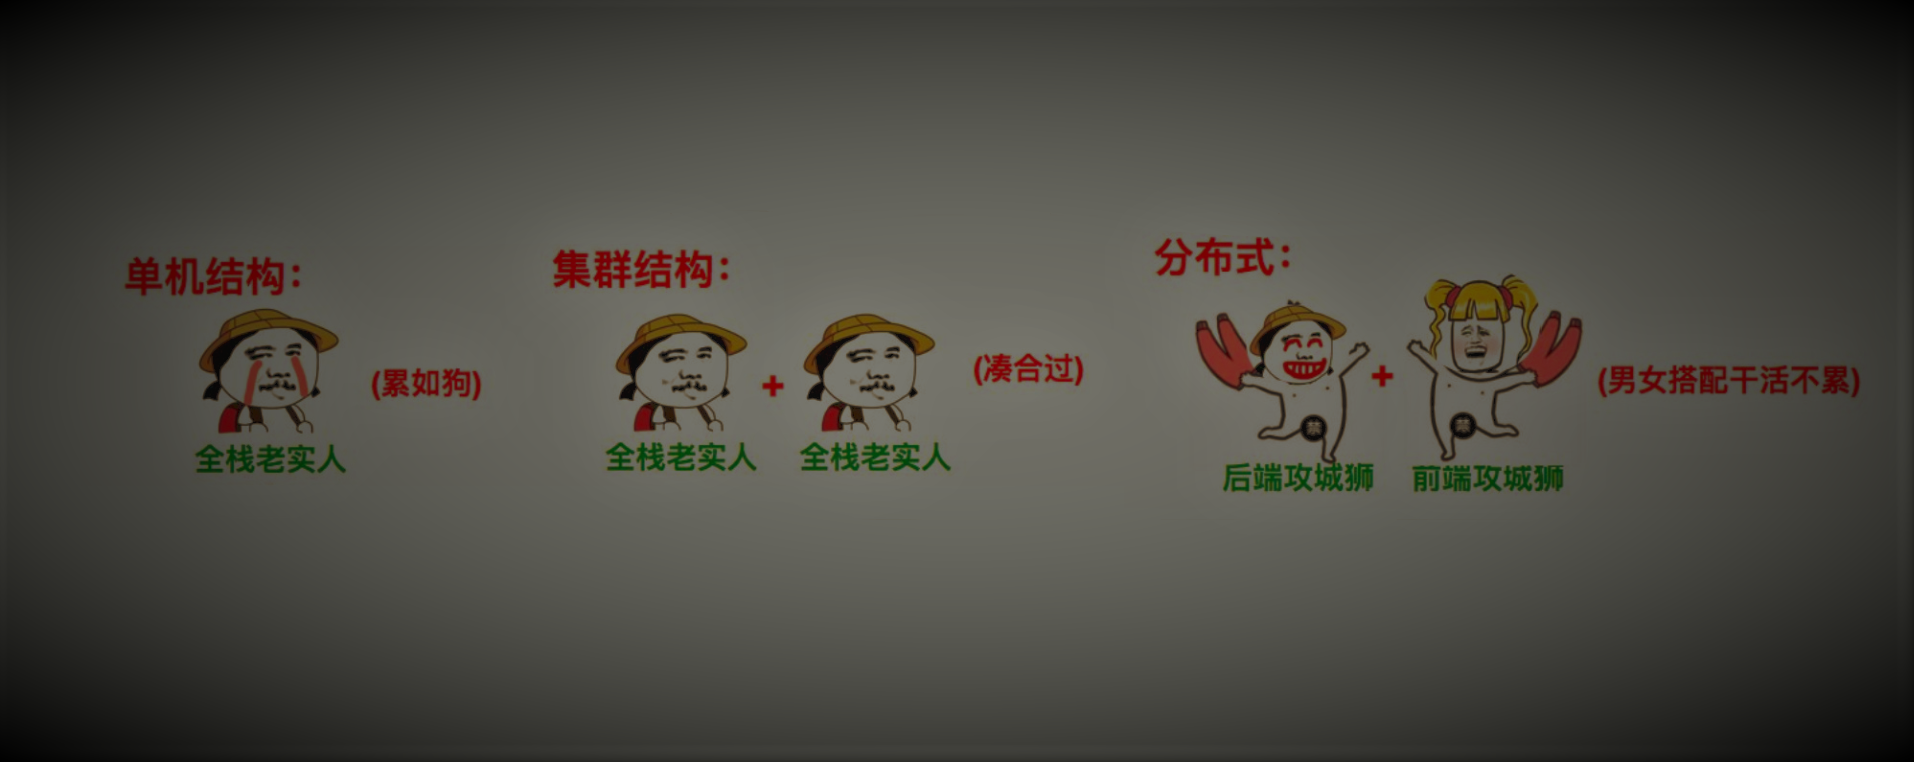 单机结构：
(累如狗)
全栈老实人
集群结构：
+
(凑合过)
全栈老实人 全栈老实人
分布式：
+
(男女搭配干活不累)
禁 禁
后端攻城狮 前端攻城狮